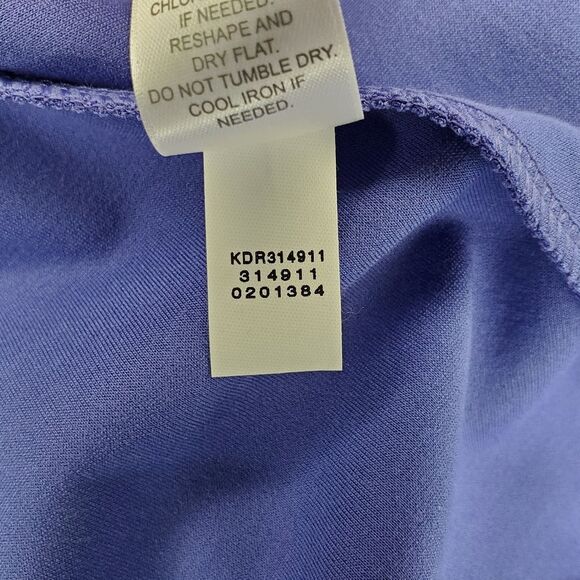 IF NEEDED.
RESHAPE AND
DRY FLAT.
DO NOT TUMBLE DRY.
COOL IRON IF
NEEDED.
KDR314911
314911
0201384